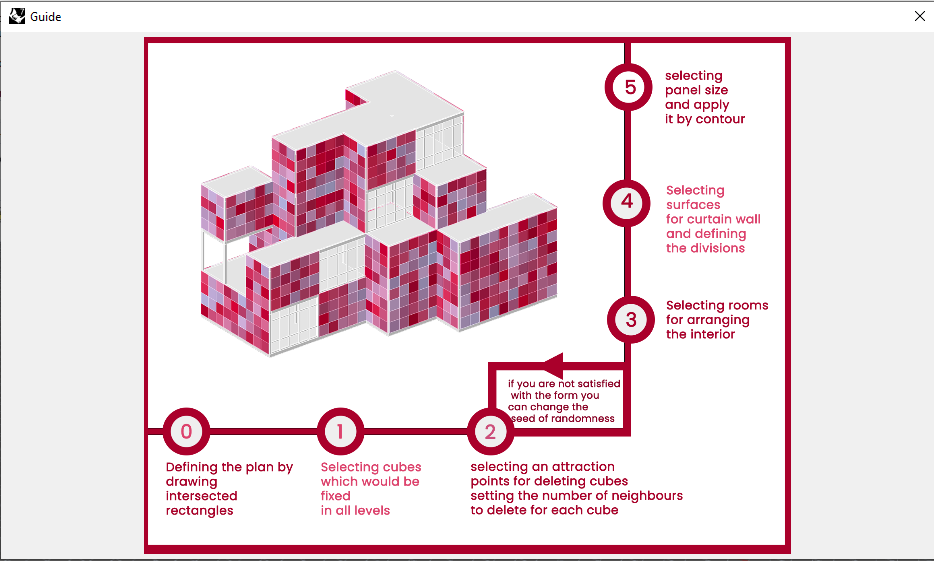 Guide
5
selecting
panel size
and apply
it by contour
4
Selecting
surfaces
for curtain wall
and defining
the divisions
3
Selecting rooms
for arranging
the interior
if you are not satisfied
with the form you
can change the
seed of randomness
0
1
2
Defining the plan by
drawing
intersected
rectangles
Selecting cubes
which would be
fixed
in all levels
selecting an attraction
points for deleting cubes
setting the number of neighbours
to delete for each cube